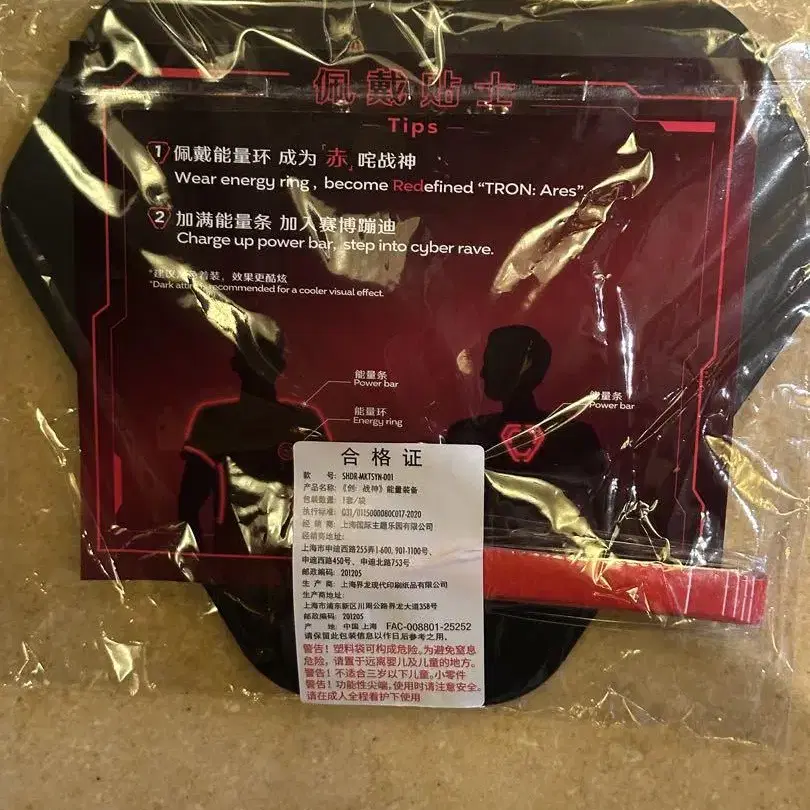 佩戴贴士
Tips
1 佩戴能量环 成为「赤」咤战神
Wear energy ring, become Redefined “TRON: Ares”
2 加满能量条 加入赛博蹦迪
Charge up power bar, step into cyber rave.
*建议 着装，效果更酷炫
*Dark recommended for a cooler visual effect.
能量条
Power bar
能量环
Energy ring
能量条
Power bar
合格证
款 号: SHDR-MKTSYN-001
产品名称: 《创：战神》能量装备
包装数量: 1套/袋
执行标准: Q31/0115000080C017-2020
经 销 商: 上海国际主题乐园有限公司
经销商地址:
上海市申迪西路255弄1-600, 901-1100号、
申迪西路450号、 申迪北路753号
邮政编码: 201205
生 产 商: 上海界龙现代印刷纸品有限公司
生产商地址:
上海市浦东新区川周公路界龙大道358号
邮政编码: 201205
产 地: 中国 上海 FAC-008801-25252
请保留此包装信息以作日后参考之用。
警告！塑料袋可构成危险。为避免窒息
危险，请置于远离婴儿及儿童的地方。
警告！不适合三岁以下儿童。小零件
警告！功能性尖端，使用时请注意安全。
请在成人全程看护下使用